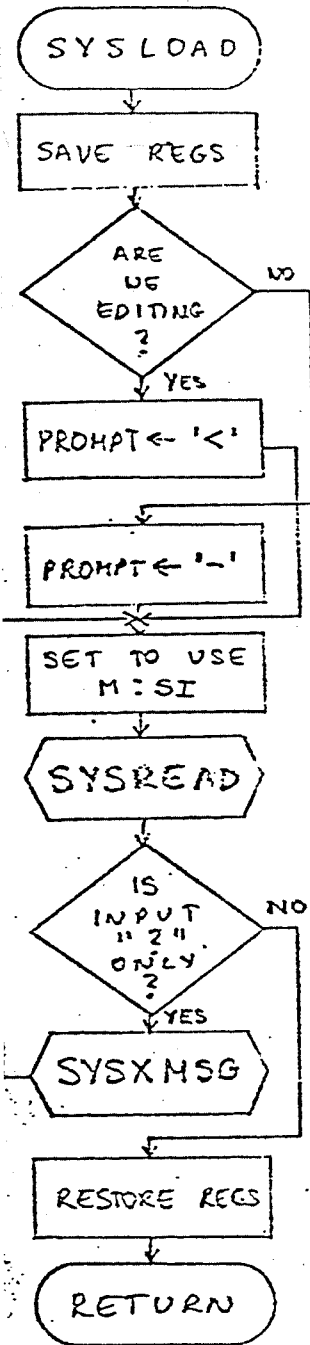 SYSLOAD
SAVE REGS
ARE
WE
EDITING
?
NO
YES
PROMPT ← '<'
PROMPT ← '-'
SET TO USE
M:SI
SYSREAD
IS
INPUT
"?"
ONLY
?
NO
YES
SYSXMSG
RESTORE REGS
RETURN